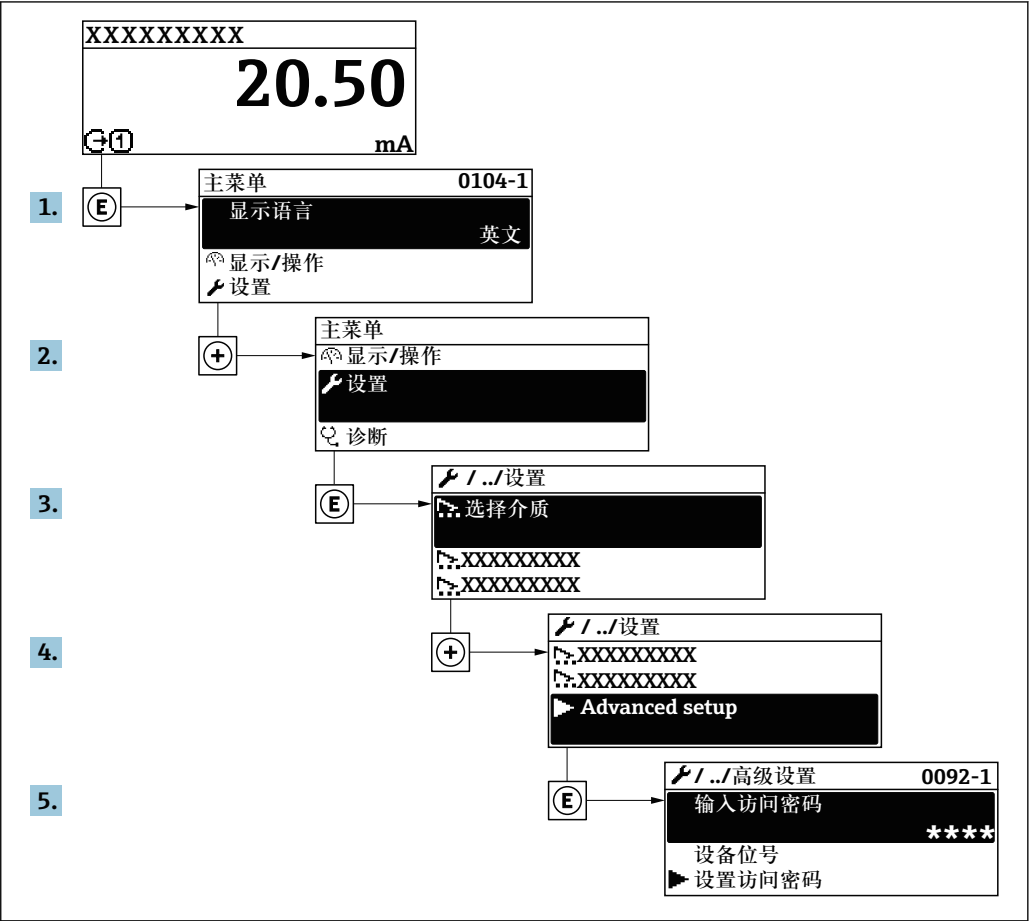 XXXXXXXXX
20.50
mA
1.
E
主菜单 0104-1
显示语言
英文
显示/操作
设置
2.
+
主菜单
显示/操作
设置
诊断
3.
E
/ ../设置
选择介质
XXXXXXXXX
XXXXXXXXX
4.
+
/ ../设置
XXXXXXXXX
XXXXXXXXX
Advanced setup
5.
E
/ ../高级设置 0092-1
输入访问密码
****
设备位号
设置访问密码